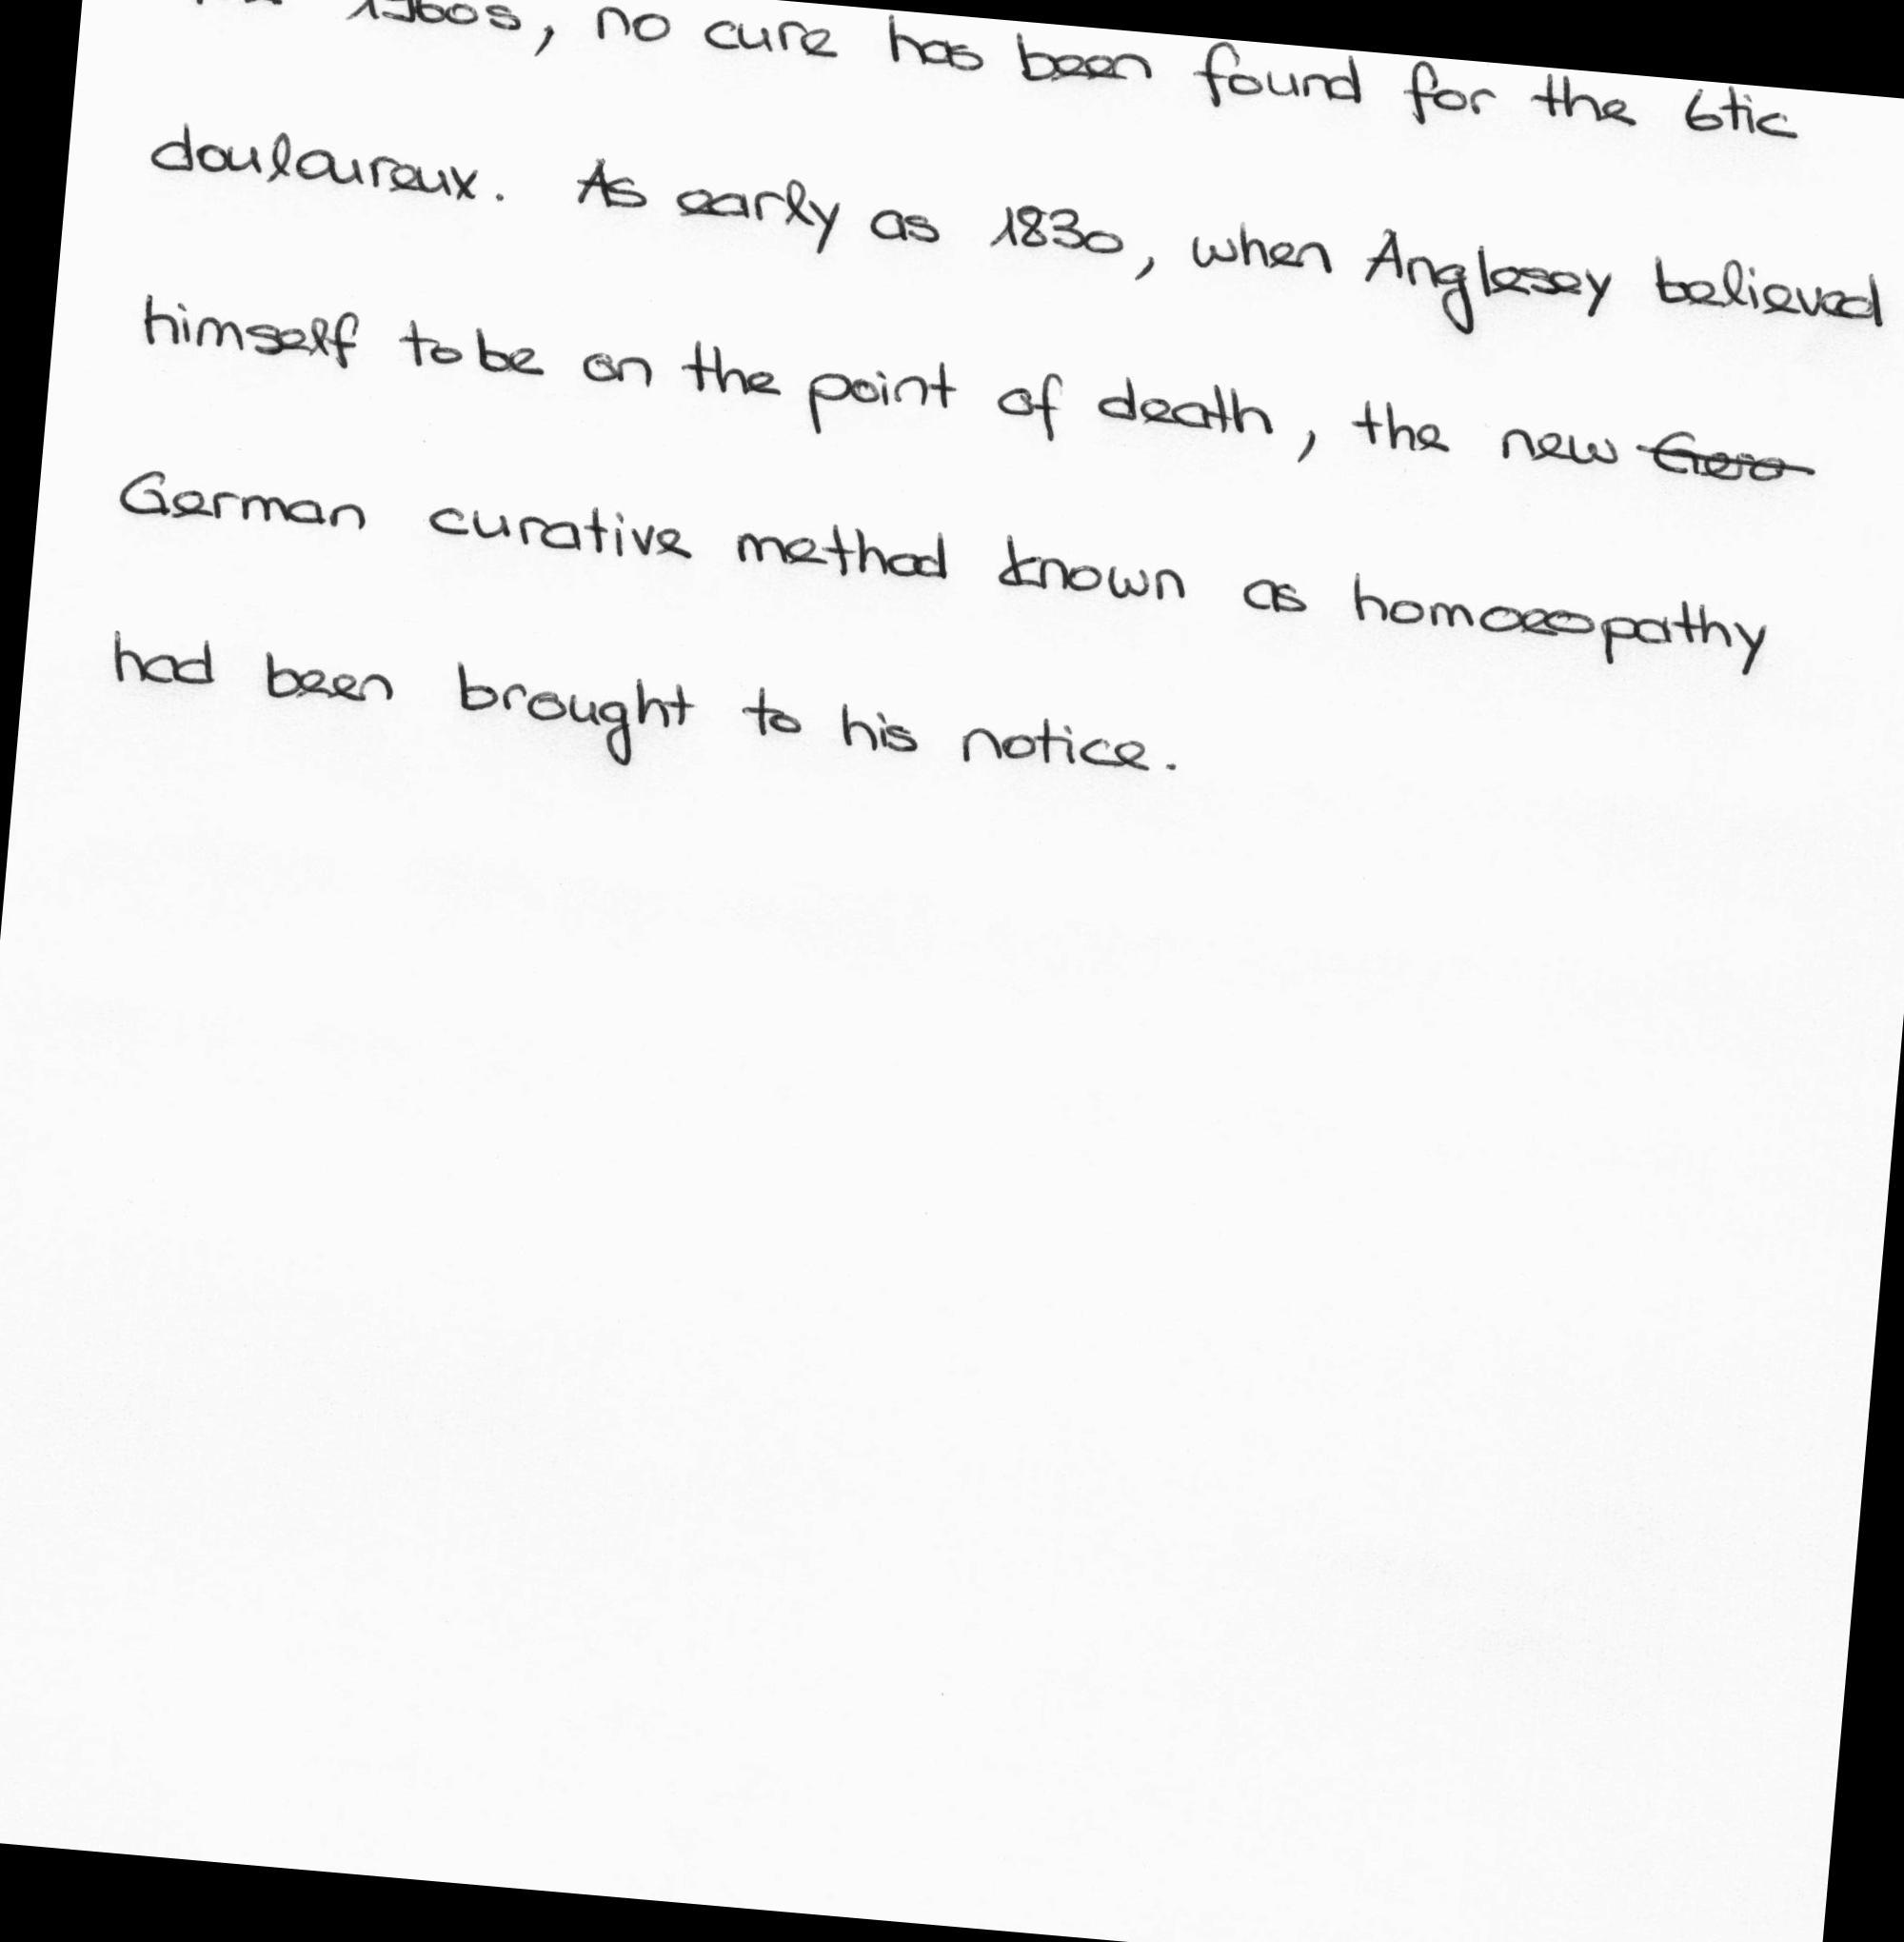 1960s, no cure has been found for the 6tic
douloureux. As early as 1830, when Anglesey believed
himself to be on the point of death, the new
German curative method known as homoeopathy
had been brought to his notice.